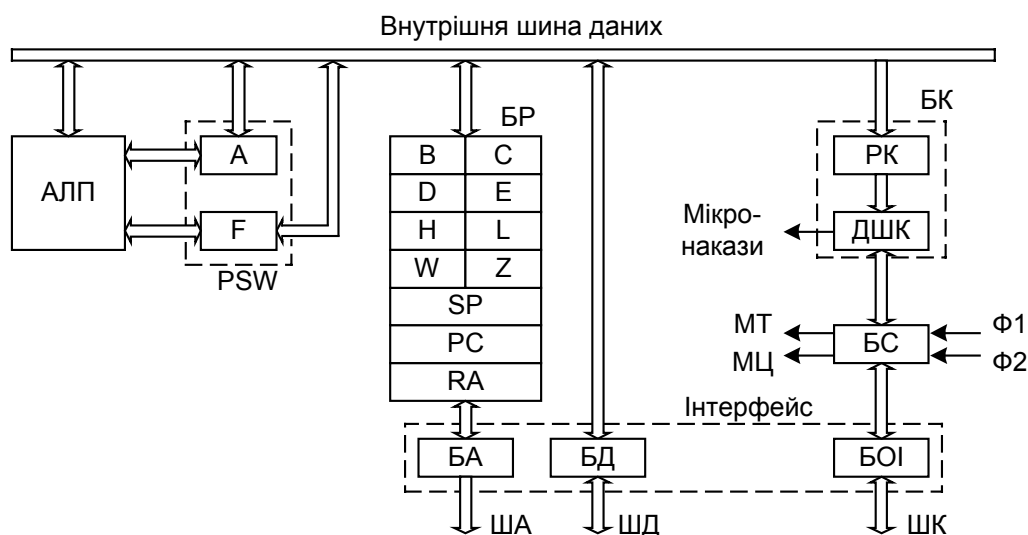 Внутрішня шина даних
БР
БК
АЛП
A
B
C
РК
D
E
F
H
L
Мікро-
накази
ДШК
W
Z
PSW
SP
PC
МТ
БС
Ф1
МЦ
Ф2
RA
Інтерфейс
БА
БД
БОІ
ША
ШД
ШК